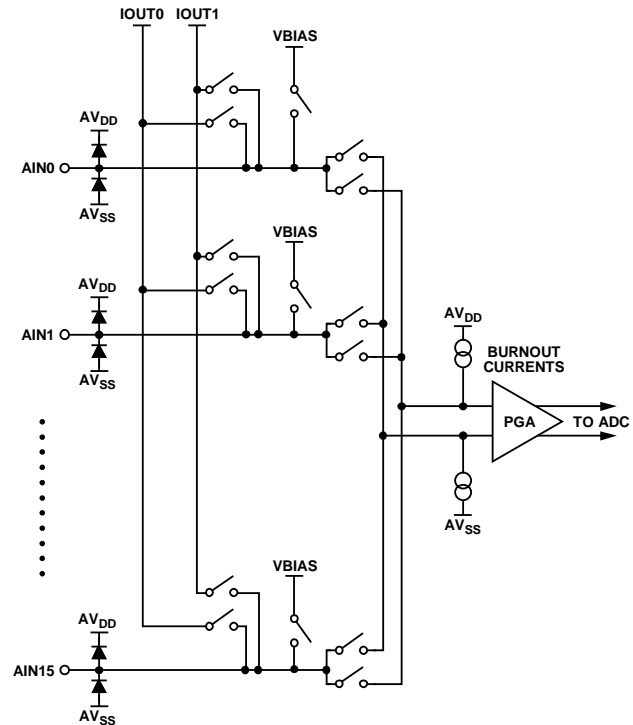 IOUT0 IOUT1
VBIAS
AVDD
AIN0
AVSS
VBIAS
AVDD
AIN1
AVSS
AVDD
BURNOUT
CURRENTS
PGA
TO ADC
AVSS
VBIAS
AVDD
AIN15
AVSS